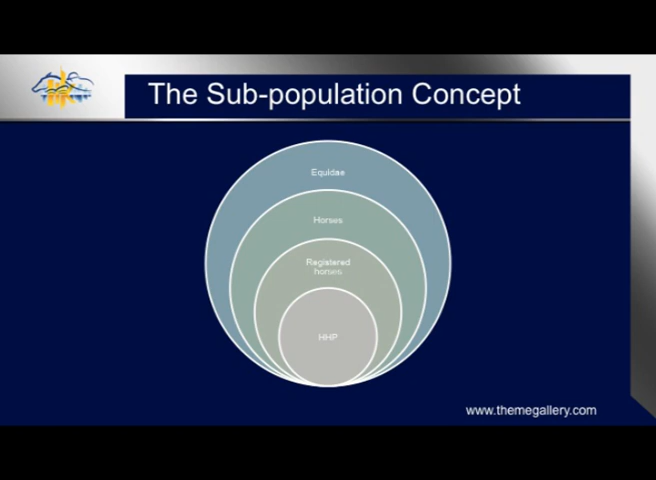 The Sub-population Concept
Equidae
Horses
Registered
horses
HHP
www.themegallery.com